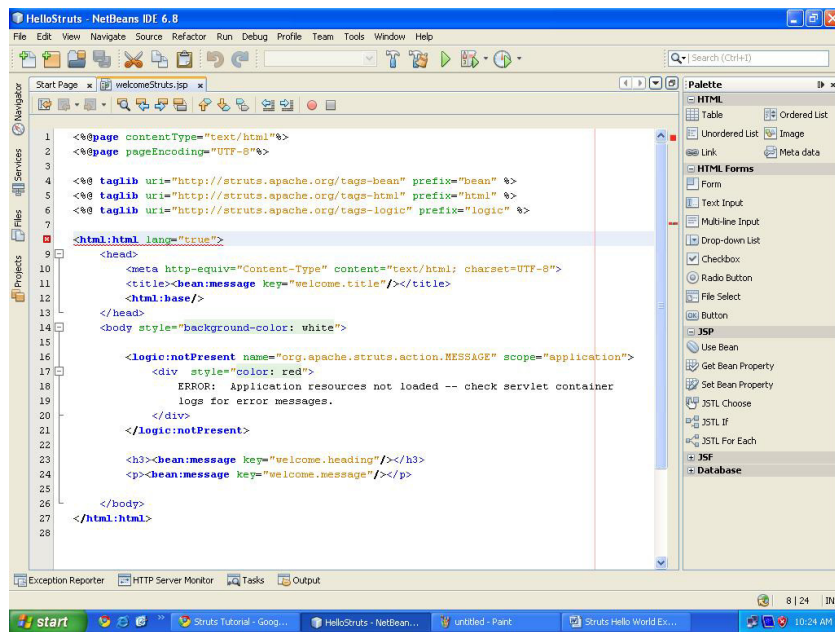 HelloStruts - NetBeans IDE 6.8
File Edit View Navigate Source Refactor Run Debug Profile Team Tools Window Help
Search (Ctrl+I)
Start Page x welcomeStruts.jsp x
Palette
Navigator
Services
Files
Projects
1 <%@page contentType="text/html"%>
2 <%@page pageEncoding="UTF-8"%>
3
4 <%@ taglib uri="http://struts.apache.org/tags-bean" prefix="bean" %>
5 <%@ taglib uri="http://struts.apache.org/tags-html" prefix="html" %>
6 <%@ taglib uri="http://struts.apache.org/tags-logic" prefix="logic" %>
7
<html:html lang="true">
9 <head>
10 <meta http-equiv="Content-Type" content="text/html; charset=UTF-8">
11 <title><bean:message key="welcome.title"/></title>
12 <html:base/>
13 </head>
14 <body style="background-color: white">
15
16 <logic:notPresent name="org.apache.struts.action.MESSAGE" scope="application">
17 <div style="color: red">
18 ERROR: Application resources not loaded -- check servlet container
19 logs for error messages.
20 </div>
21 </logic:notPresent>
22
23 <h3><bean:message key="welcome.heading"/></h3>
24 <p><bean:message key="welcome.message"/></p>
25
26 </body>
27 </html:html>
28
HTML
Table Ordered List
Unordered List Image
Link Meta data
HTML Forms
Form
Text Input
Multi-line Input
Drop-down List
Checkbox
Radio Button
File Select
OK Button
JSP
Use Bean
Get Bean Property
Set Bean Property
JSTL Choose
JSTL If
JSTL For Each
JSF
Database
Exception Reporter HTTP Server Monitor Tasks Output
8 | 24 IN
start
Struts Tutorial - Goog...
HelloStruts - NetBean...
untitled - Paint
Struts Hello World Ex...
10:24 AM